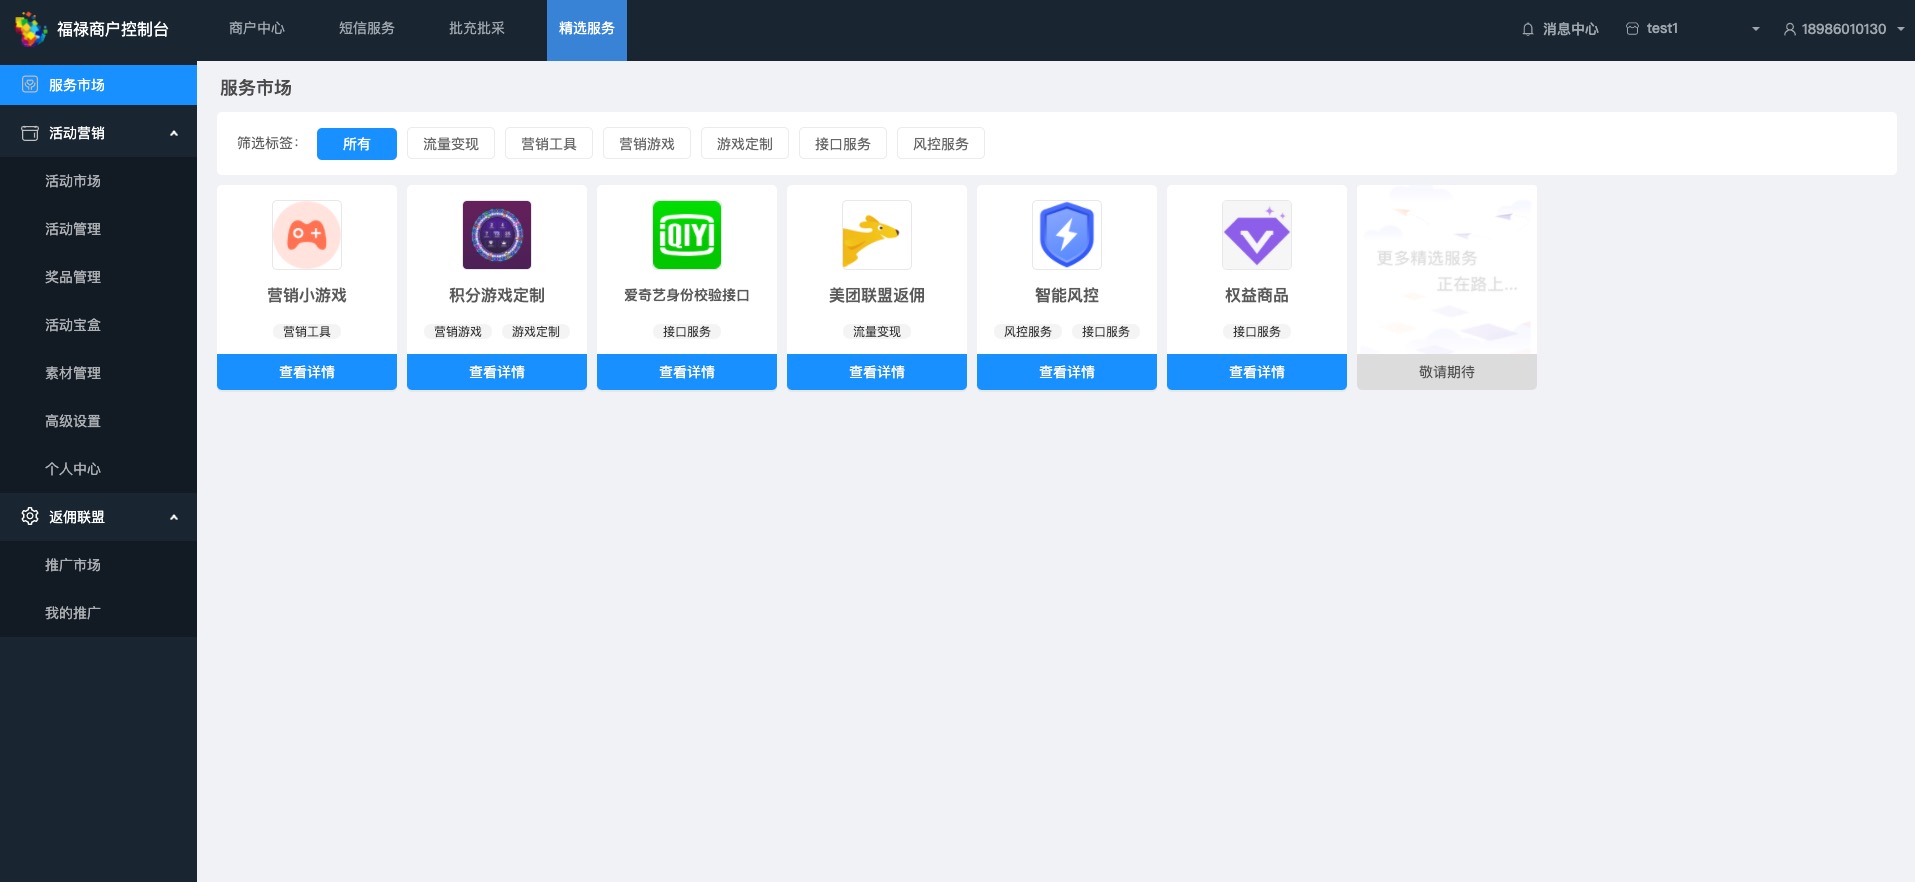 福禄商户控制台
商户中心
短信服务
批充批采
精选服务
消息中心
test1
18986010130
服务市场
活动营销
活动市场
活动管理
奖品管理
活动宝盒
素材管理
高级设置
个人中心
返佣联盟
推广市场
我的推广
服务市场
筛选标签：
所有
流量变现
营销工具
营销游戏
游戏定制
接口服务
风控服务
营销小游戏
营销工具
查看详情
积分游戏定制
营销游戏
游戏定制
查看详情
iQIYI
爱奇艺身份校验接口
接口服务
查看详情
美团联盟返佣
流量变现
查看详情
智能风控
风控服务
接口服务
查看详情
权益商品
接口服务
查看详情
更多精选服务
正在路上...
敬请期待